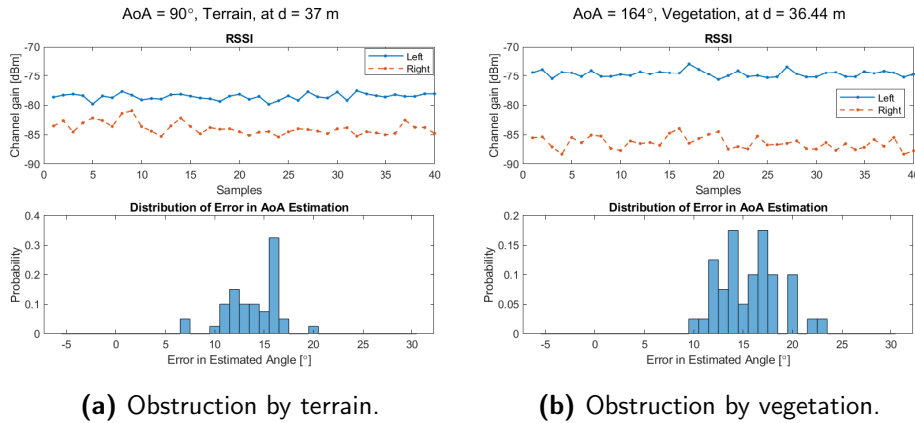 AoA = 90°, Terrain, at d = 37 m
RSSI
Channel gain [dBm]
-70
-75
-80
-85
-90
Left
Right
0 5 10 15 20 25 30 35 40
Samples
Distribution of Error in AoA Estimation
Probability
0.4
0.3
0.2
0.1
0
-5 0 5 10 15 20 25 30
Error in Estimated Angle [°]
(a) Obstruction by terrain.
AoA = 164°, Vegetation, at d = 36.44 m
RSSI
Channel gain [dBm]
-70
-75
-80
-85
-90
Left
Right
0 10 20 30 40
Samples
Distribution of Error in AoA Estimation
Probability
0.2
0.15
0.1
0.05
0
-5 0 5 10 15 20 25 30
Error in Estimated Angle [°]
(b) Obstruction by vegetation.